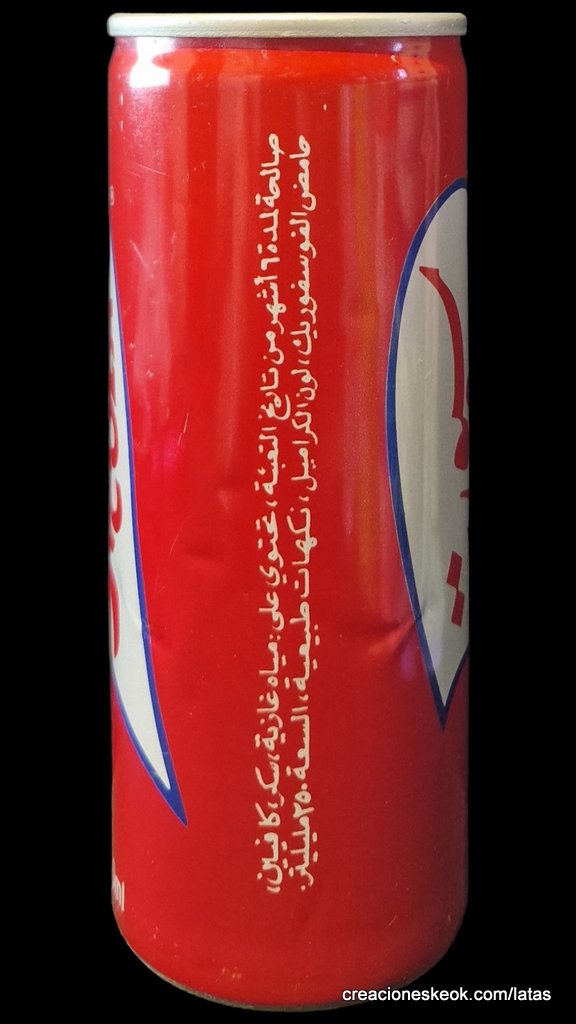 صالحة لمدة ٦ أشهر من تاريخ التعبئة، تحتوي على: مياه غازية، سكر، كافيين،
حامض الفوسفوريك، لون الكراميل، نكهات طبيعية، السعة ٢٥٠ ميليلتر.
creacioneskeok.com/latas